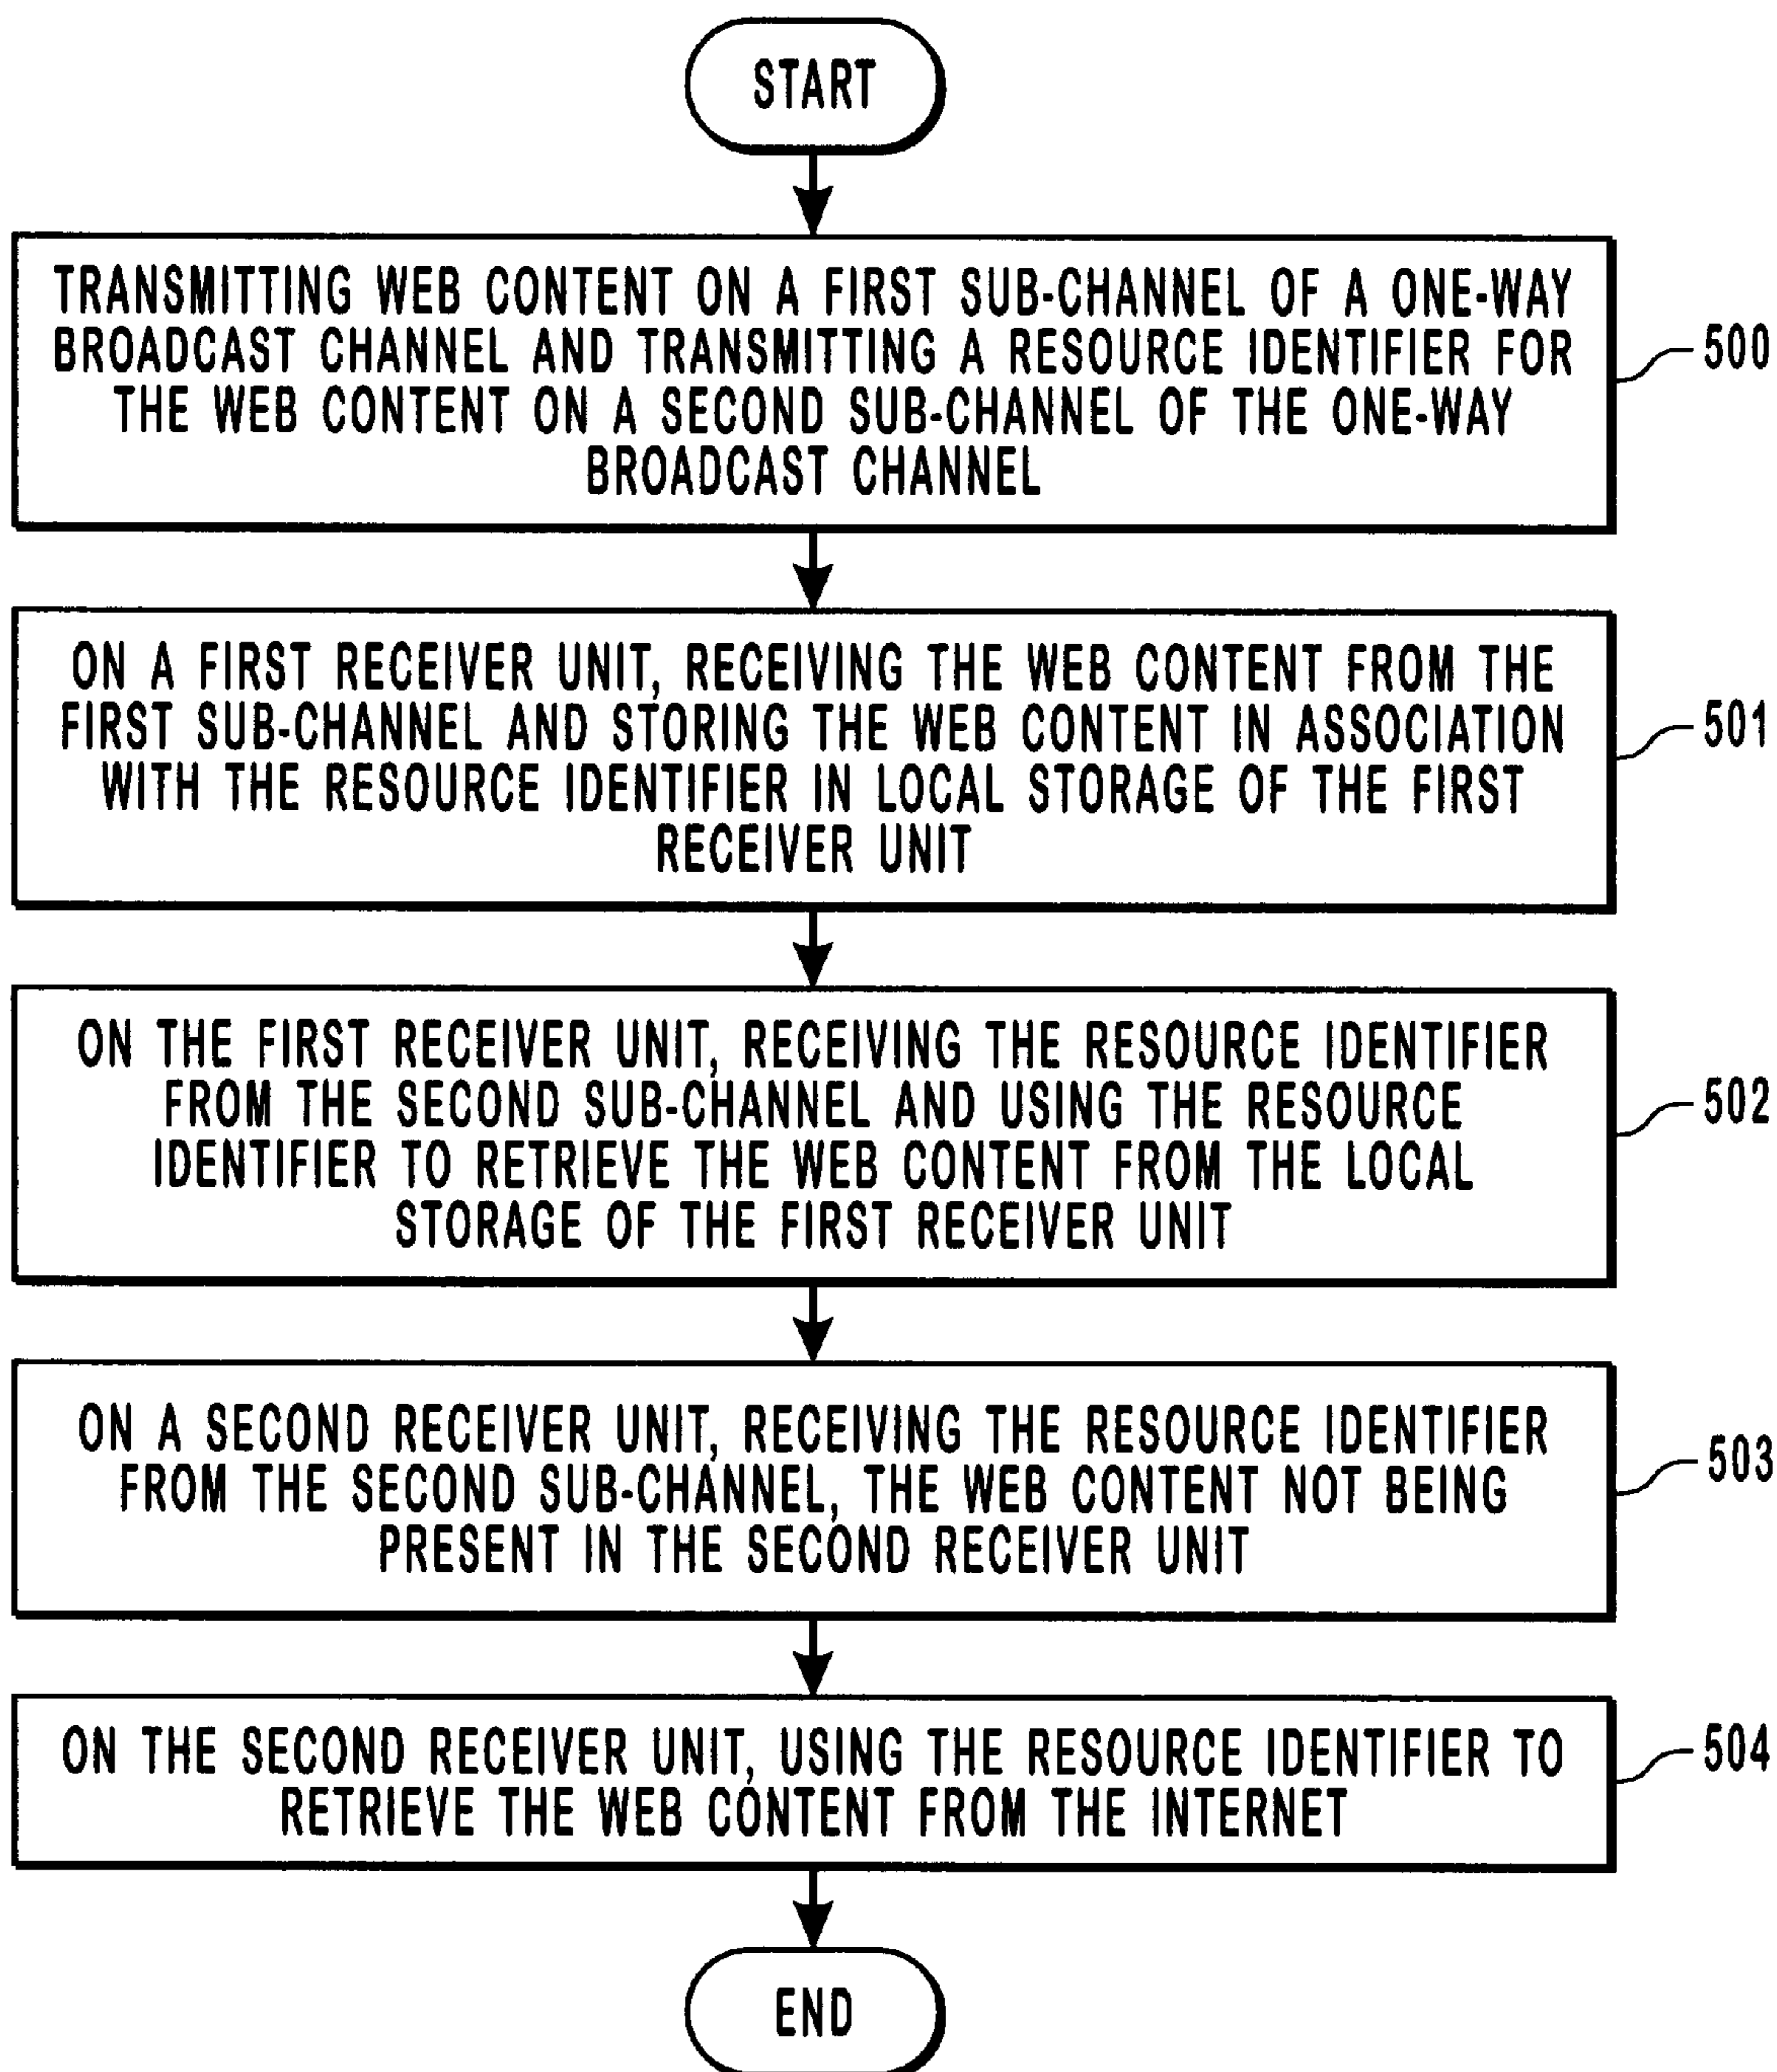 START
TRANSMITTING WEB CONTENT ON A FIRST SUB-CHANNEL OF A ONE-WAY
BROADCAST CHANNEL AND TRANSMITTING A RESOURCE IDENTIFIER FOR
THE WEB CONTENT ON A SECOND SUB-CHANNEL OF THE ONE-WAY
BROADCAST CHANNEL
500
ON A FIRST RECEIVER UNIT, RECEIVING THE WEB CONTENT FROM THE
FIRST SUB-CHANNEL AND STORING THE WEB CONTENT IN ASSOCIATION
WITH THE RESOURCE IDENTIFIER IN LOCAL STORAGE OF THE FIRST
RECEIVER UNIT
501
ON THE FIRST RECEIVER UNIT, RECEIVING THE RESOURCE IDENTIFIER
FROM THE SECOND SUB-CHANNEL AND USING THE RESOURCE
IDENTIFIER TO RETRIEVE THE WEB CONTENT FROM THE LOCAL
STORAGE OF THE FIRST RECEIVER UNIT
502
ON A SECOND RECEIVER UNIT, RECEIVING THE RESOURCE IDENTIFIER
FROM THE SECOND SUB-CHANNEL, THE WEB CONTENT NOT BEING
PRESENT IN THE SECOND RECEIVER UNIT
503
ON THE SECOND RECEIVER UNIT, USING THE RESOURCE IDENTIFIER TO
RETRIEVE THE WEB CONTENT FROM THE INTERNET
504
END